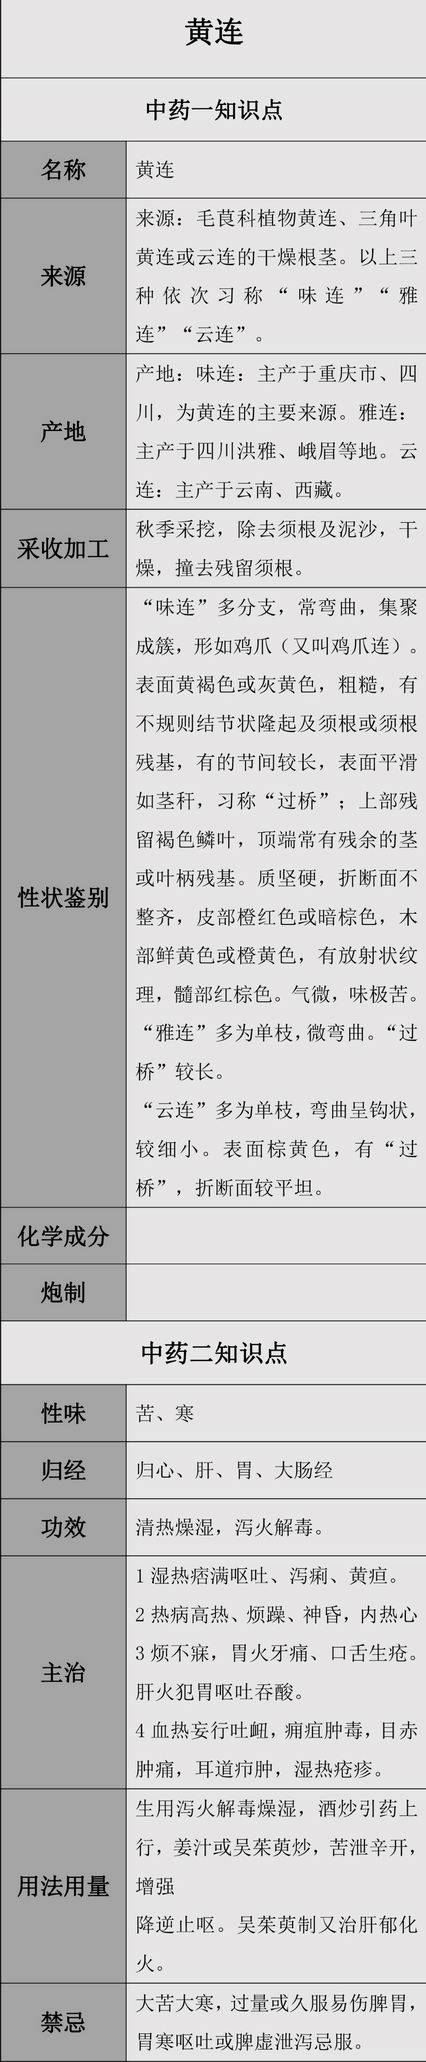 黄连
中药一知识点
名称
黄连
来源
来源：毛茛科植物黄连、三角叶
黄连或云连的干燥根茎。以上三
种依次习称“味连”“雅
连”“云连”。
产地
产地：味连：主产于重庆市、四
川，为黄连的主要来源。雅连：
主产于四川洪雅、峨眉等地。云
连：主产于云南、西藏。
采收加工
秋季采挖，除去须根及泥沙，干
燥，撞去残留须根。
性状鉴别
“味连”多分支，常弯曲，集聚
成簇，形如鸡爪（又叫鸡爪连）。
表面黄褐色或灰黄色，粗糙，有
不规则结节状隆起及须根或须根
残基，有的节间较长，表面平滑
如茎秆，习称“过桥”；上部残
留褐色鳞叶，顶端常有残余的茎
或叶柄残基。质坚硬，折断面不
整齐，皮部橙红色或暗棕色，木
部鲜黄色或橙黄色，有放射状纹
理，髓部红棕色。气微，味极苦。
“雅连”多为单枝，微弯曲。“过
桥”较长。
“云连”多为单枝，弯曲呈钩状，
较细小。表面棕黄色，有“过
桥”，折断面较平坦。
化学成分
炮制
中药二知识点
性味
苦、寒
归经
归心、肝、胃、大肠经
功效
清热燥湿，泻火解毒。
主治
1 湿热痞满呕吐、泻痢、黄疸。
2 热病高热、烦躁、神昏，内热心
3 烦不寐，胃火牙痛、口舌生疮。
肝火犯胃呕吐吞酸。
4 血热妄行吐衄，痈疽肿毒，目赤
肿痛，耳道疖肿，湿热疮疹。
用法用量
生用泻火解毒燥湿，酒炒引药上
行，姜汁或吴茱萸炒，苦泄辛开，
增强
降逆止呕。吴茱萸制又治肝郁化
火。
禁忌
大苦大寒，过量或久服易伤脾胃，
胃寒呕吐或脾虚泄泻忌服。